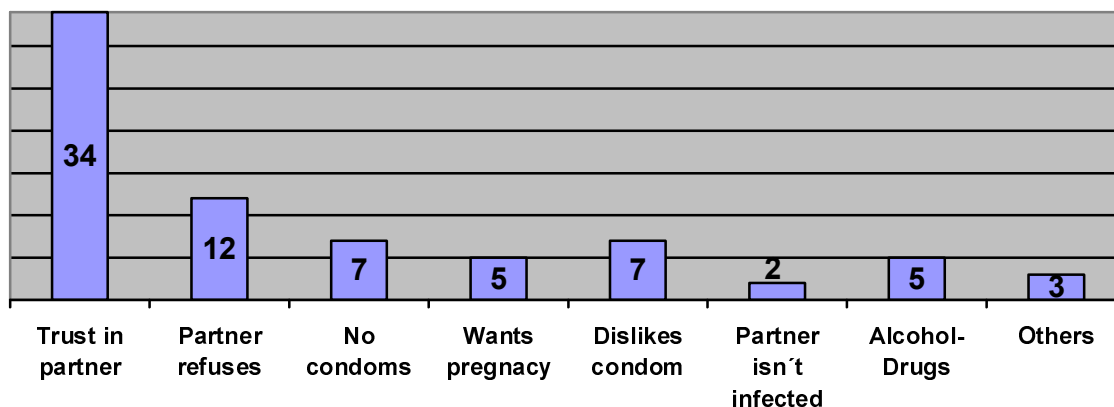 34
12
7
5
7
2
5
3
Trust in partner
Partner refuses
No condoms
Wants pregnancy
Dislikes condom
Partner isn´t infected
Alcohol-Drugs
Others